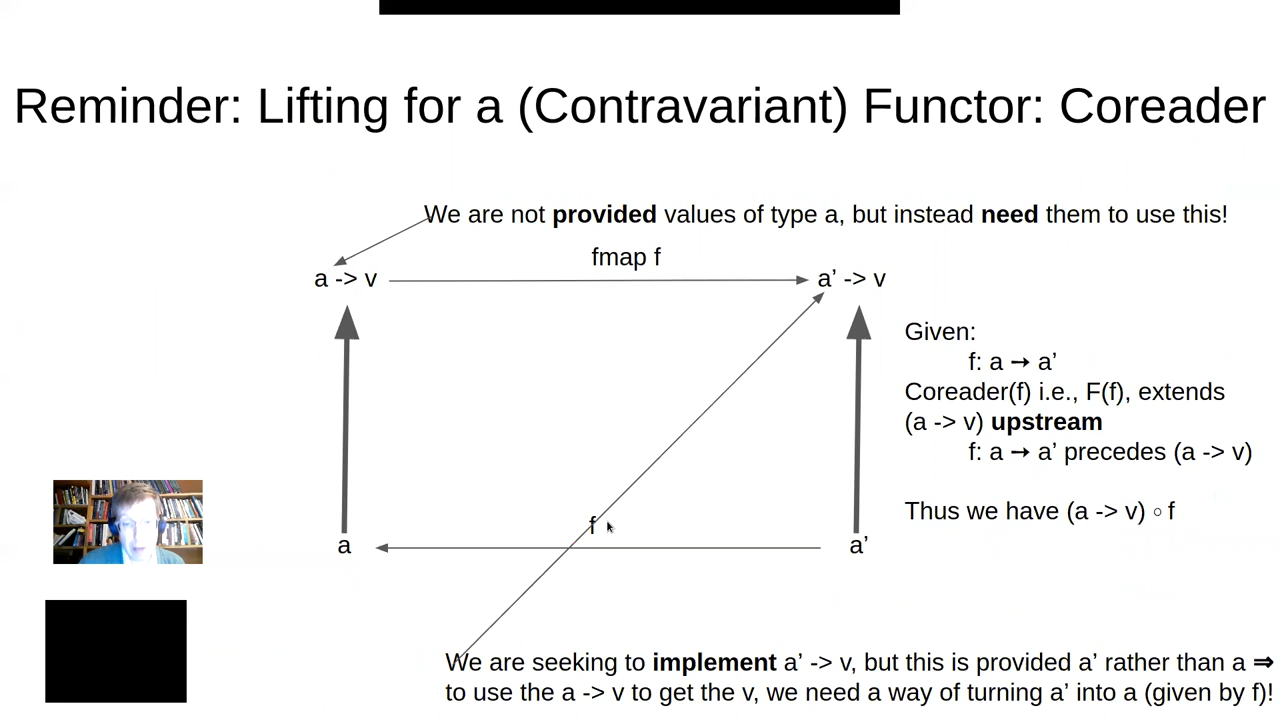 Reminder: Lifting for a (Contravariant) Functor: Coreader
We are not provided values of type a, but instead need them to use this!
fmap f
a -> v
a’ -> v
Given:
f: a → a’
Coreader(f) i.e., F(f), extends
(a -> v) upstream
f: a → a’ precedes (a -> v)
Thus we have (a -> v) ∘ f
f
a
a’
We are seeking to implement a’ -> v, but this is provided a’ rather than a ⇒
to use the a -> v to get the v, we need a way of turning a’ into a (given by f)!